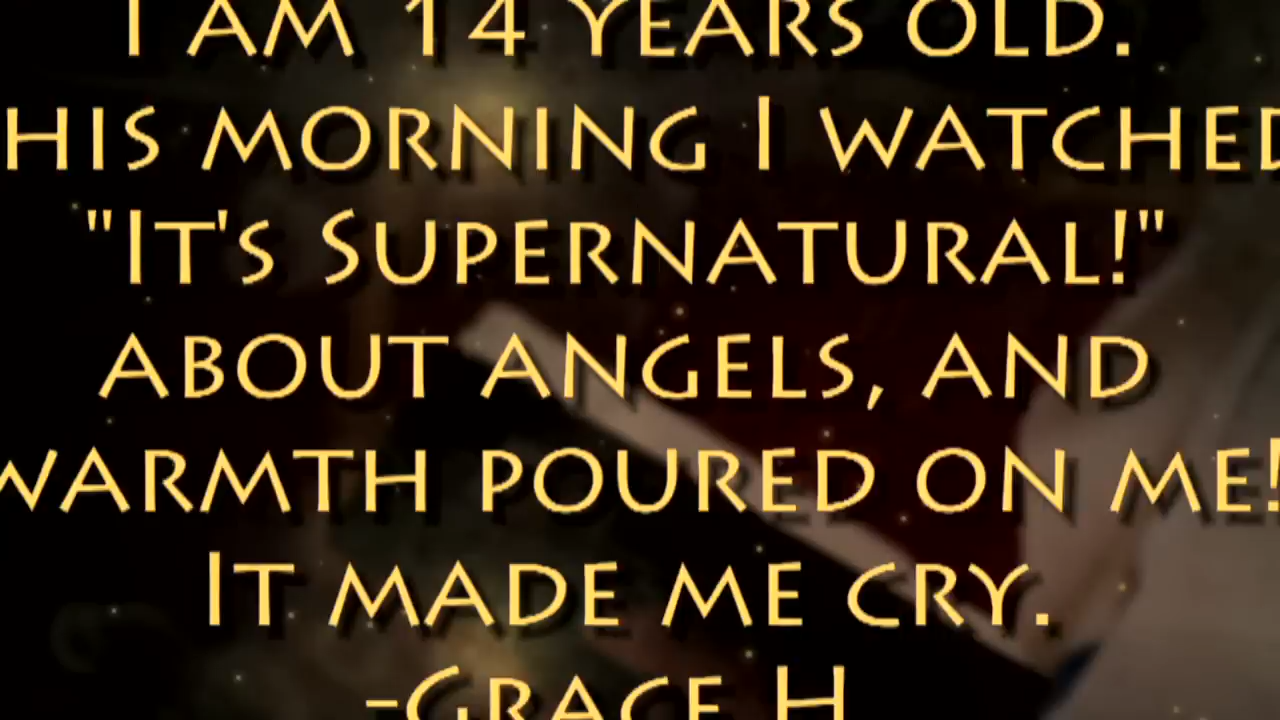 I AM 14 YEARS OLD.
HIS MORNING I WATCHED
"IT'S SUPERNATURAL!"
ABOUT ANGELS, AND
WARMTH POURED ON ME!
IT MADE ME CRY.
-GRACE H